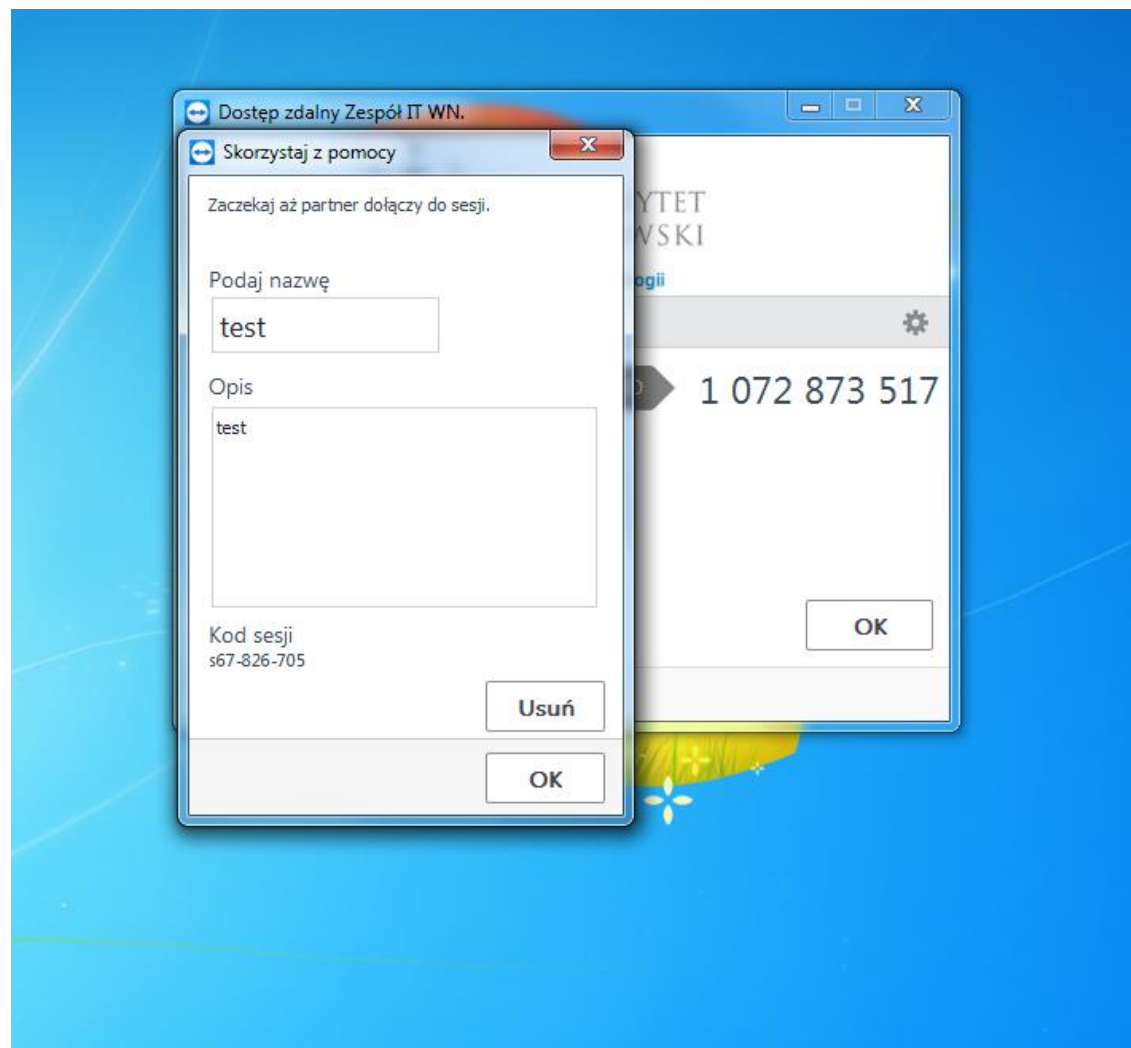 Dostęp zdalny Zespół IT WN.
Skorzystaj z pomocy
Zaczekaj aż partner dołączy do sesji.
Podaj nazwę
test
Opis
test
Kod sesji
s67-826-705
Usuń
OK
YTET
WSKI
ogii
1 072 873 517
OK